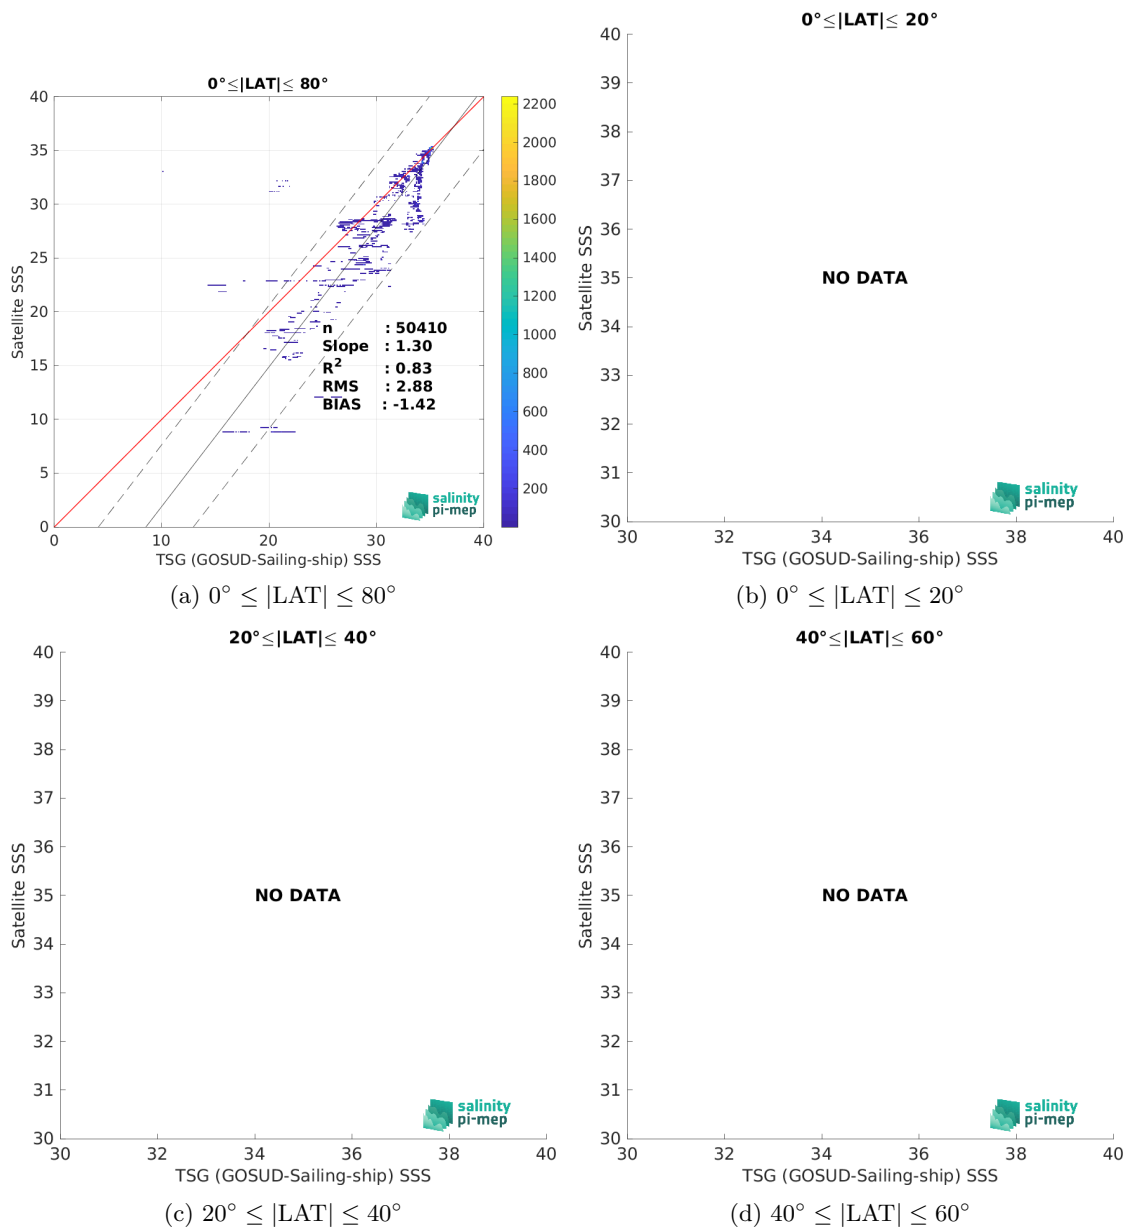 0°≤|LAT|≤ 80°
40
35
30
25
20
15
10
5
0
0
10
20
30
40
Satellite SSS
TSG (GOSUD-Sailing-ship) SSS
n : 50410
Slope : 1.30
R² : 0.83
RMS : 2.88
BIAS : -1.42
salinity
pi-mep
2200
2000
1800
1600
1400
1200
1000
800
600
400
200
(a) 0° ≤ |LAT| ≤ 80°
0°≤|LAT|≤ 20°
40
39
38
37
36
35
34
33
32
31
30
30
32
34
36
38
40
Satellite SSS
NO DATA
salinity
pi-mep
TSG (GOSUD-Sailing-ship) SSS
(b) 0° ≤ |LAT| ≤ 20°
20°≤|LAT|≤ 40°
40
39
38
37
36
35
34
33
32
31
30
30
32
34
36
38
40
Satellite SSS
NO DATA
salinity
pi-mep
TSG (GOSUD-Sailing-ship) SSS
(c) 20° ≤ |LAT| ≤ 40°
40°≤|LAT|≤ 60°
40
39
38
37
36
35
34
33
32
31
30
30
32
34
36
38
40
Satellite SSS
NO DATA
salinity
pi-mep
TSG (GOSUD-Sailing-ship) SSS
(d) 40° ≤ |LAT| ≤ 60°